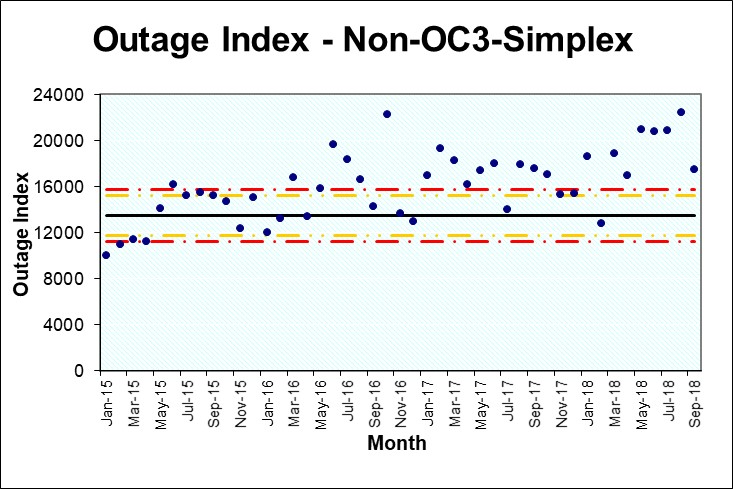 Outage Index - Non-OC3-Simplex
24000
20000
16000
12000
8000
4000
0
Outage Index
Jan-15
Mar-15
May-15
Jul-15
Sep-15
Nov-15
Jan-16
Mar-16
May-16
Jul-16
Sep-16
Nov-16
Jan-17
Mar-17
May-17
Jul-17
Sep-17
Nov-17
Jan-18
Mar-18
May-18
Jul-18
Sep-18
Month